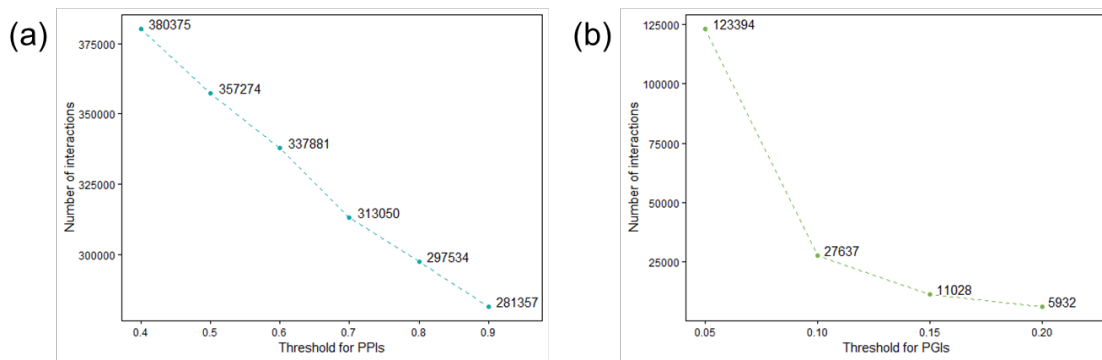 (a)
Number of interactions
375000
350000
325000
300000
380375
357274
337881
313050
297534
281357
0.4 0.5 0.6 0.7 0.8 0.9
Threshold for PPIs
(b)
Number of interactions
125000
100000
75000
50000
25000
123394
27637
11028
5932
0.05 0.10 0.15 0.20
Threshold for PGIs